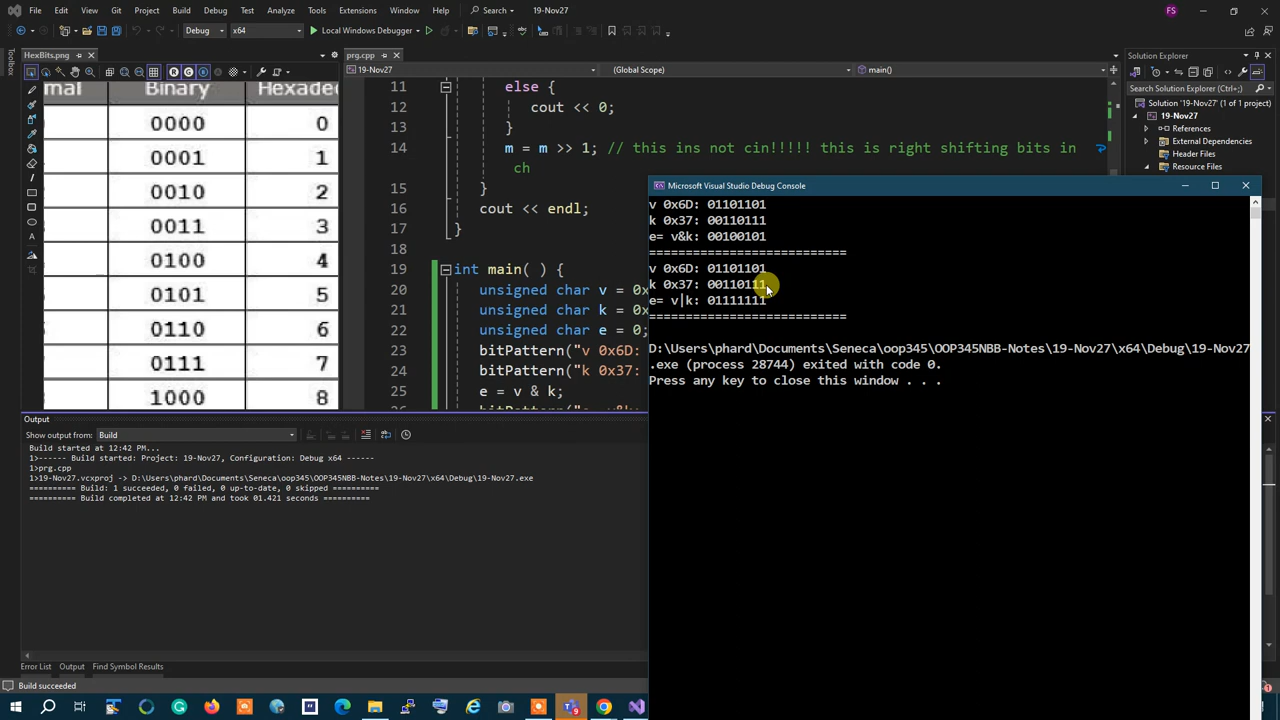 File Edit View Git Project Build Debug Test Analyze Tools Extensions Window Help Search 19-Nov27 FS
Debug x64 Local Windows Debugger
Toolbox
HexBits.png
prg.cpp
Solution Explorer
19-Nov27 (Global Scope) main()
Search Solution Explorer (Ctrl+;)
Solution '19-Nov27' (1 of 1 project)
19-Nov27
References
External Dependencies
Header Files
Resource Files
R G B
mal Binary Hexadec
0000 0
0001 1
0010 2
0011 3
0100 4
0101 5
0110 6
0111 7
1000 8
11 else {
12 cout << 0;
13 }
14 m = m >> 1; // this ins not cin!!!!! this is right shifting bits in
ch
15 }
16 cout << endl;
17 }
18
19 int main( ) {
20 unsigned char v = 0x
21 unsigned char k = 0x
22 unsigned char e = 0;
23 bitPattern("v 0x6D:
24 bitPattern("k 0x37:
25 e = v & k;
Microsoft Visual Studio Debug Console
v 0x6D: 01101101
k 0x37: 00110111
e= v&k: 00100101
===========================
v 0x6D: 01101101
k 0x37: 00110111
e= v|k: 01111111
===========================
D:\Users\phard\Documents\Seneca\oop345\OOP345NBB-Notes\19-Nov27\x64\Debug\19-Nov27
.exe (process 28744) exited with code 0.
Press any key to close this window . . .
Output
Show output from: Build
Build started at 12:42 PM...
1>------ Build started: Project: 19-Nov27, Configuration: Debug x64 ------
1>prg.cpp
1>19-Nov27.vcxproj -> D:\Users\phard\Documents\Seneca\oop345\OOP345NBB-Notes\19-Nov27\x64\Debug\19-Nov27.exe
========== Build: 1 succeeded, 0 failed, 0 up-to-date, 0 skipped ==========
========== Build completed at 12:42 PM and took 01.421 seconds ==========
Error List Output Find Symbol Results
Build succeeded